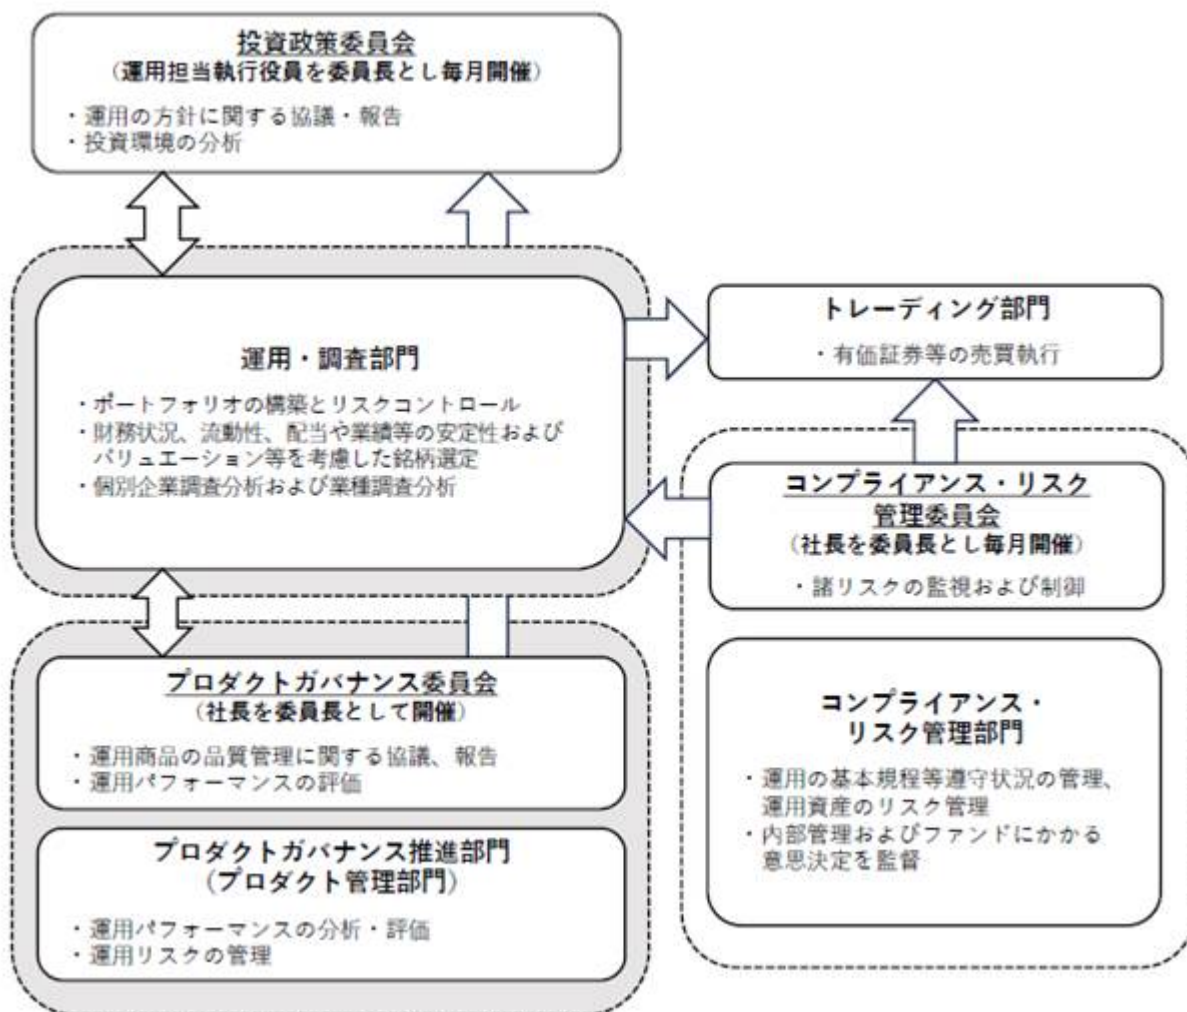 投資政策委員会
(運用担当執行役員を委員長とし毎月開催)
・運用の方針に関する協議・報告
・投資環境の分析
運用・調査部門
・ポートフォリオの構築とリスクコントロール
・財務状況、流動性、配当や業績等の安定性および
バリュエーション等を考慮した銘柄選定
・個別企業調査分析および業種調査分析
トレーディング部門
・有価証券等の売買執行
コンプライアンス・リスク
管理委員会
(社長を委員長とし毎月開催)
・諸リスクの監視および制御
プロダクトガバナンス委員会
(社長を委員長として開催)
・運用商品の品質管理に関する協議、報告
・運用パフォーマンスの評価
プロダクトガバナンス推進部門
(プロダクト管理部門)
・運用パフォーマンスの分析・評価
・運用リスクの管理
コンプライアンス・
リスク管理部門
・運用の基本規程等遵守状況の管理、
運用資産のリスク管理
・内部管理およびファンドにかかる
意思決定を監督